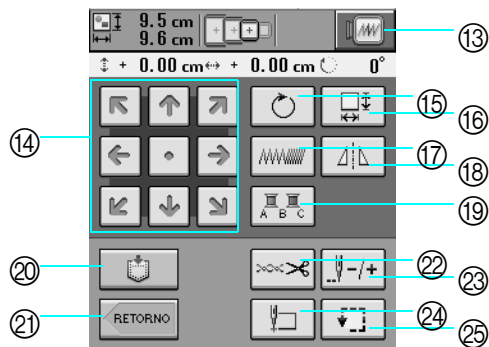 9.5 cm
9.6 cm
⑬
+ 0.00 cm + 0.00 cm 0°
⑭
⑮
⑯
⑰
⑱
A B C
⑲
⑳
㉒
-/+
㉓
㉑
RETORNO
㉔
㉕